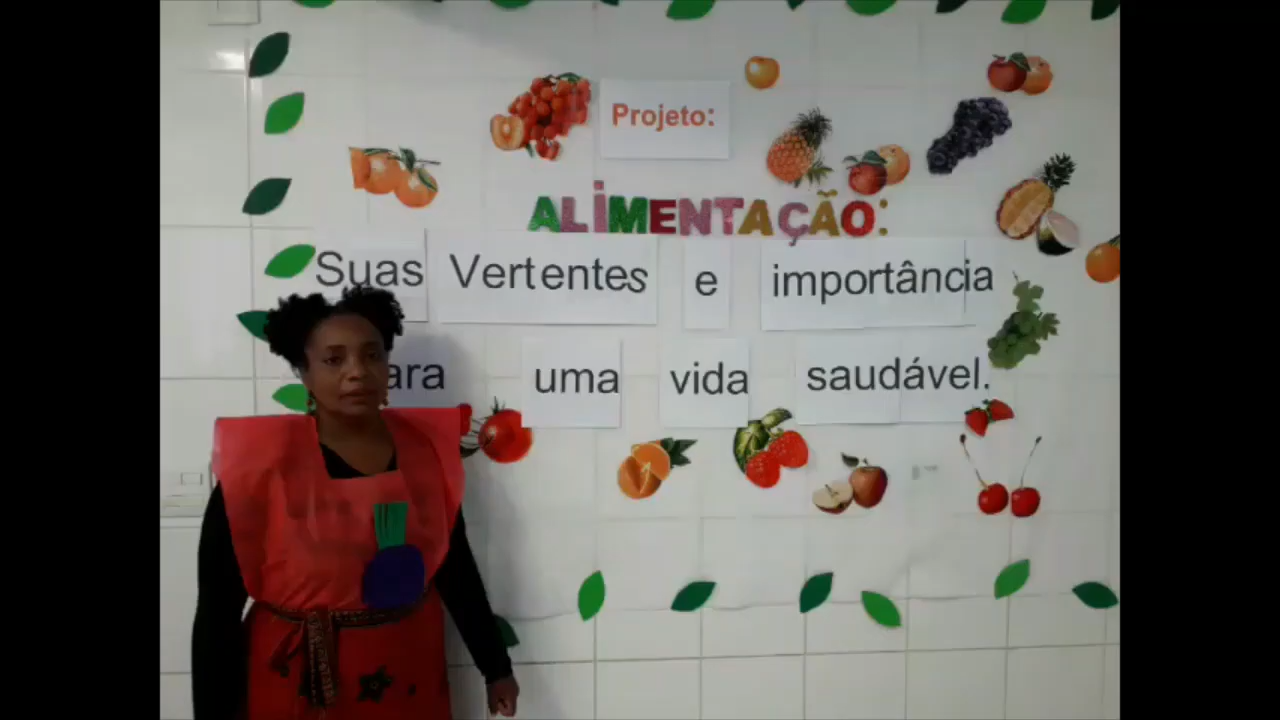 Projeto:
ALIMENTAÇÃO:
Suas Vertentes e importância
ara uma vida saudável.